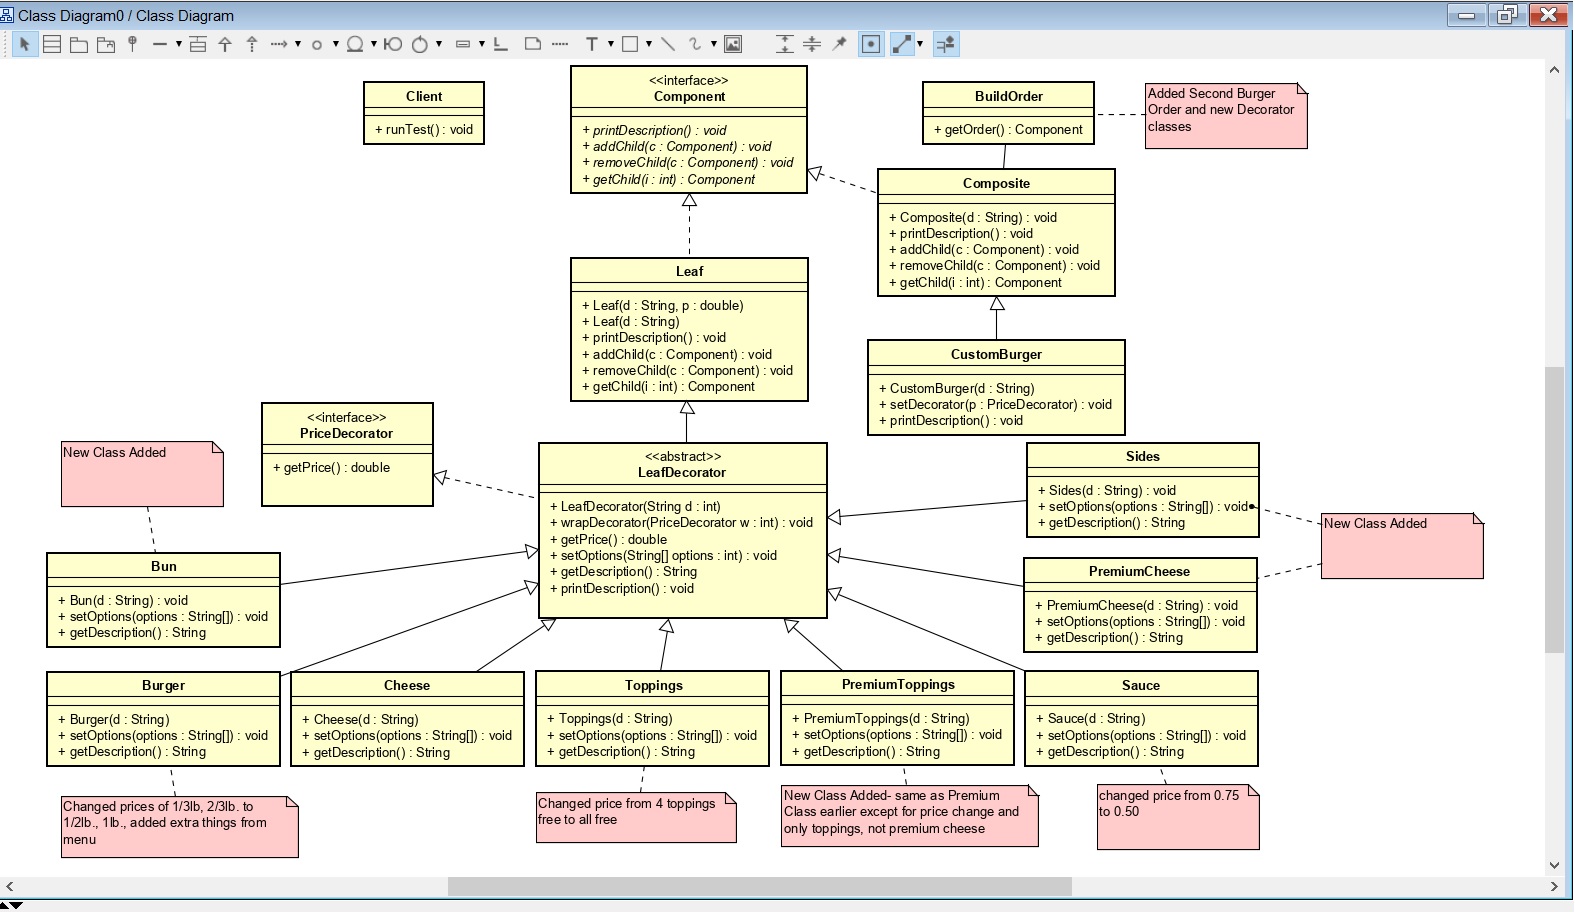 Class Diagram0 / Class Diagram
T
Client
+ runTest() : void
<<interface>>
Component
+ printDescription() : void
+ addChild(c : Component) : void
+ removeChild(c : Component) : void
+ getChild(i : int) : Component
BuildOrder
+ getOrder() : Component
Added Second Burger
Order and new Decorator
classes
Composite
+ Composite(d : String) : void
+ printDescription() : void
+ addChild(c : Component) : void
+ removeChild(c : Component) : void
+ getChild(i : int) : Component
Leaf
+ Leaf(d : String, p : double)
+ Leaf(d : String)
+ printDescription() : void
+ addChild(c : Component) : void
+ removeChild(c : Component) : void
+ getChild(i : int) : Component
CustomBurger
+ CustomBurger(d : String)
+ setDecorator(p : PriceDecorator) : void
+ printDescription() : void
<<interface>>
PriceDecorator
+ getPrice() : double
New Class Added
<<abstract>>
LeafDecorator
+ LeafDecorator(String d : int)
+ wrapDecorator(PriceDecorator w : int) : void
+ getPrice() : double
+ setOptions(String[] options : int) : void
+ getDescription() : String
+ printDescription() : void
Sides
+ Sides(d : String) : void
+ setOptions(options : String[]) : void
+ getDescription() : String
New Class Added
Bun
+ Bun(d : String) : void
+ setOptions(options : String[]) : void
+ getDescription() : String
PremiumCheese
+ PremiumCheese(d : String) : void
+ setOptions(options : String[]) : void
+ getDescription() : String
Burger
+ Burger(d : String)
+ setOptions(options : String[]) : void
+ getDescription() : String
Cheese
+ Cheese(d : String)
+ setOptions(options : String[]) : void
+ getDescription() : String
Toppings
+ Toppings(d : String)
+ setOptions(options : String[]) : void
+ getDescription() : String
PremiumToppings
+ PremiumToppings(d : String)
+ setOptions(options : String[]) : void
+ getDescription() : String
Sauce
+ Sauce(d : String)
+ setOptions(options : String[]) : void
+ getDescription() : String
Changed prices of 1/3lb, 2/3lb. to
1/2lb., 1lb., added extra things from
menu
Changed price from 4 toppings
free to all free
New Class Added- same as Premium
Class earlier except for price change and
only toppings, not premium cheese
changed price from 0.75
to 0.50